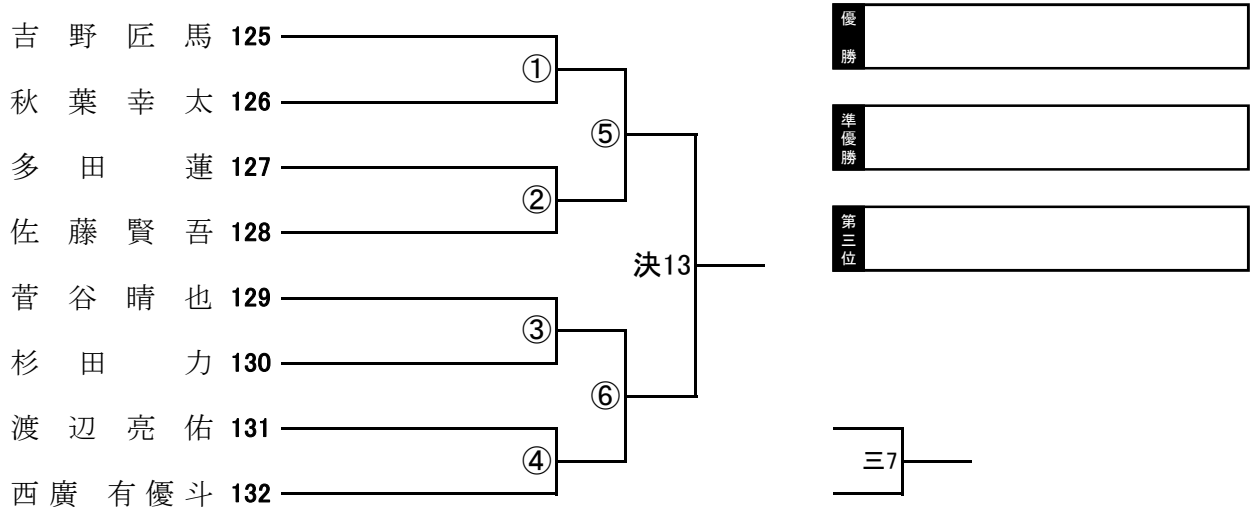 吉野匠馬 125
①
秋葉幸太 126
⑤
多田蓮 127
②
佐藤賢吾 128
決13
菅谷晴也 129
③
杉田力 130
⑥
渡辺亮佑 131
④
西廣有優斗 132
優勝
準優勝
第三位
三7